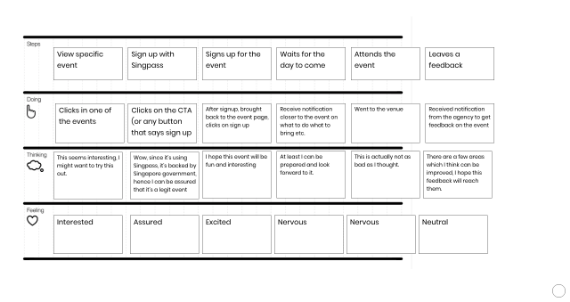 Steps
View specific
event
Sign up with
Singpass
Signs up for the
event
Waits for the
day to come
Attends the
event
Leaves a
feedback
Doing
Clicks in one of
the events
Clicks on the CTA
(or any button
that says sign up
After signup, brought
back to the event page,
clicks on sign up
Receive notification
closer to the event on
what to do what to
bring etc.
Went to the venue
Received notification
from the agency to get
feedback on the event
Thinking
This seems interesting, I
might want to try this
out.
Wow, since it's using
Singpass, it's backed by
Singapore government,
hence I can be assured
that it's a legit event
I hope this event will be
fun and interesting
At least I can be
prepared and look
forward to it.
This is actually not as
bad as I thought.
There are a few areas
which I think can be
improved, I hope this
feedback will reach
them.
Feeling
Interested
Assured
Excited
Nervous
Nervous
Neutral